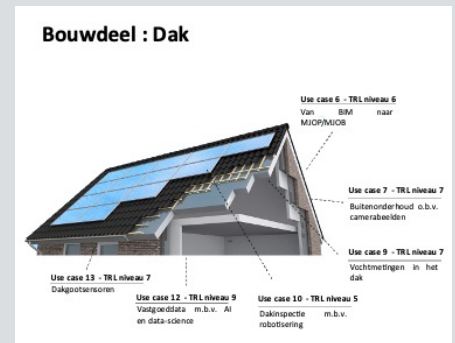 Bouwdeel : Dak
Use case 6 - TRL niveau 6
Van BIM naar
MJOP/MJOB
Use case 7 - TRL niveau 7
Buitenonderhoud o.b.v.
camerabeelden
Use case 9 - TRL niveau 7
Vochtmetingen in het
dak
Use case 13 - TRL niveau 7
Dakgootsensoren
Use case 12 - TRL niveau 9
Vastgoeddata m.b.v. AI
en data-science
Use case 10 - TRL niveau 5
Dakinspectie m.b.v.
robotisering